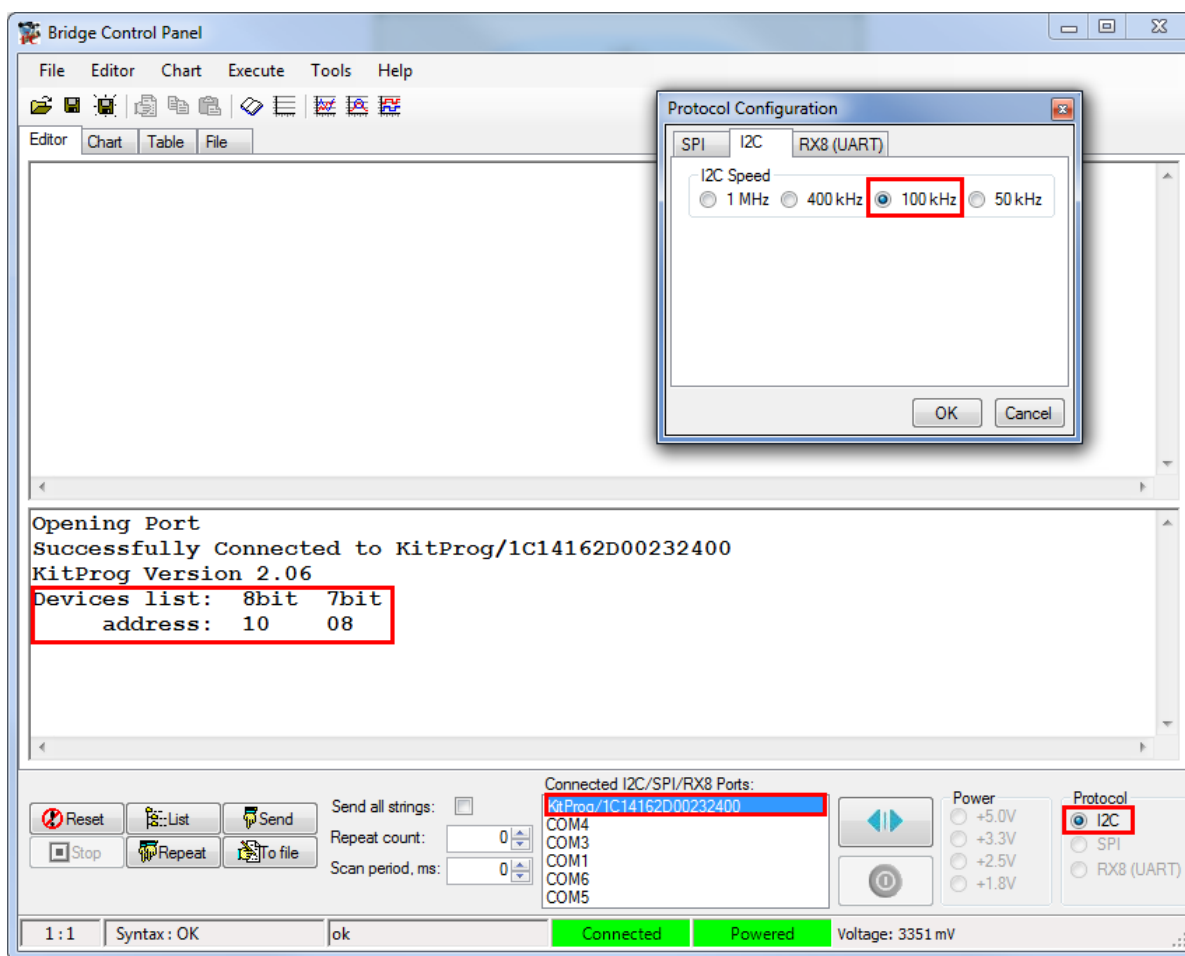 Bridge Control Panel
File Editor Chart Execute Tools Help
Editor Chart Table File
Protocol Configuration
SPI I2C RX8 (UART)
I2C Speed
1 MHz 400 kHz 100 kHz 50 kHz
OK Cancel
Opening Port
Successfully Connected to KitProg/1C14162D00232400
KitProg Version 2.06
Devices list: 8bit 7bit
address: 10 08
Reset List Send
Stop Repeat To file
Send all strings:
Repeat count: 0
Scan period, ms: 0
Connected I2C/SPI/RX8 Ports:
KitProg/1C14162D00232400
COM4
COM3
COM1
COM6
COM5
Power
+5.0V
+3.3V
+2.5V
+1.8V
Protocol
I2C
SPI
RX8 (UART)
1:1 Syntax : OK ok Connected Powered Voltage: 3351 mV